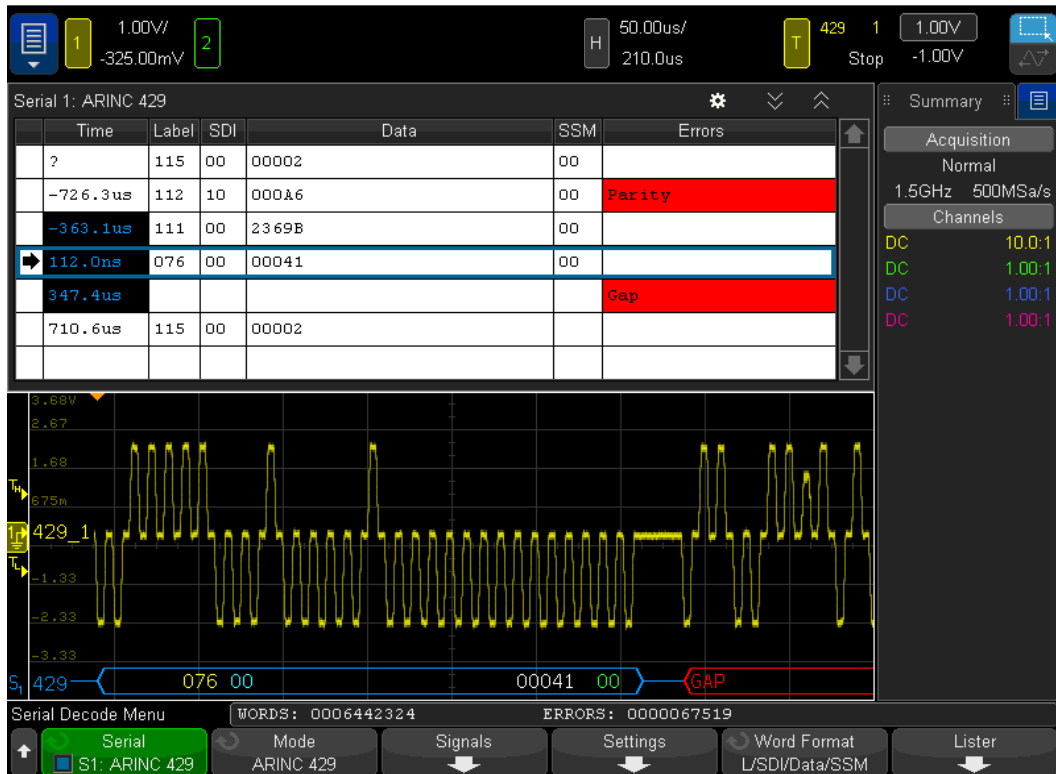 1 1.00V/ 2 H 50.00us/ T 429 1 1.00V
-325.00mV 210.0us Stop -1.00V
Serial 1: ARINC 429
Time Label SDI Data SSM Errors
? 115 00 00002 00
-726.3us 112 10 000A6 00 Parity
-363.1us 111 00 2369B 00
112.0ns 076 00 00041 00
347.4us Gap
710.6us 115 00 00002
Summary
Acquisition
Normal
1.5GHz 500MSa/s
Channels
DC 10.0:1
DC 1.00:1
DC 1.00:1
DC 1.00:1
3.68V
2.67
1.68
TH
675m
1 429_1
TL
-1.33
-2.33
-3.33
S1 429 076 00 00041 00 GAP
Serial Decode Menu WORDS: 0006442324 ERRORS: 0000067519
Serial Mode Signals Settings Word Format Lister
S1: ARINC 429 ARINC 429 L/SDI/Data/SSM